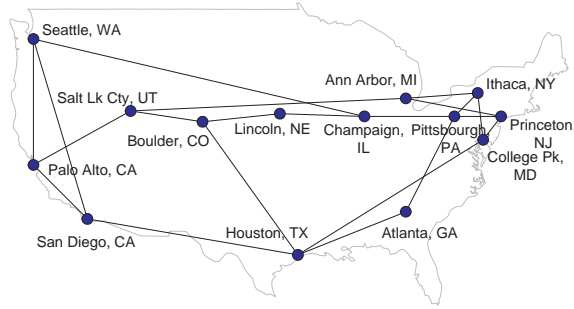 Seattle, WA
Ann Arbor, MI
Ithaca, NY
Salt Lk Cty, UT
Boulder, CO
Lincoln, NE
Champaign,
IL
Pittsbourgh,
PA
Princeton,
NJ
College Pk,
MD
Palo Alto, CA
San Diego, CA
Houston, TX
Atlanta, GA